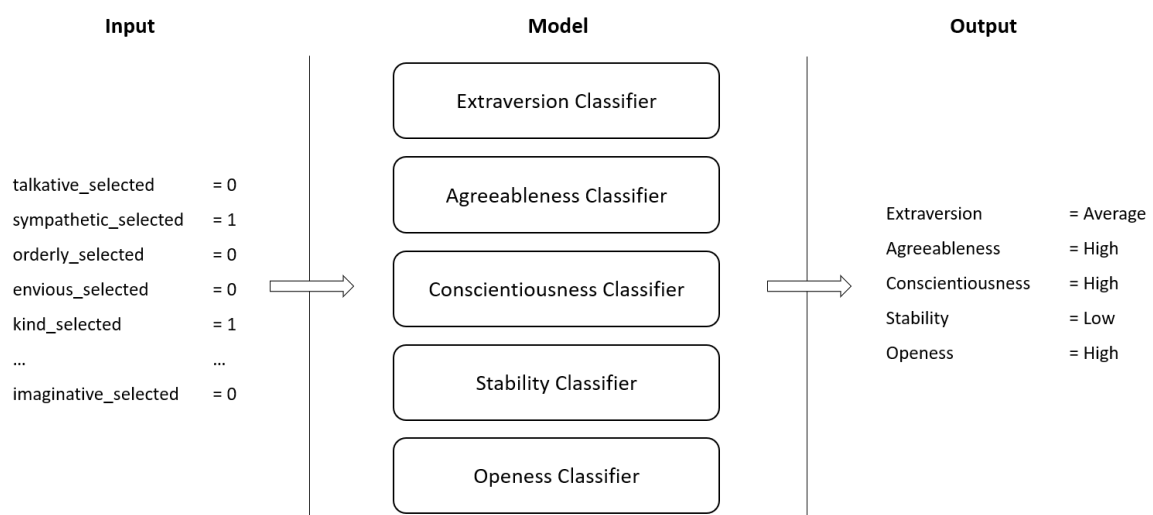 Input
Model
Output
talkative_selected = 0
sympathetic_selected = 1
orderly_selected = 0
envious_selected = 0
kind_selected = 1
... ...
imaginative_selected = 0
Extraversion Classifier
Agreeableness Classifier
Conscientiousness Classifier
Stability Classifier
Openess Classifier
Extraversion = Average
Agreeableness = High
Conscientiousness = High
Stability = Low
Openess = High